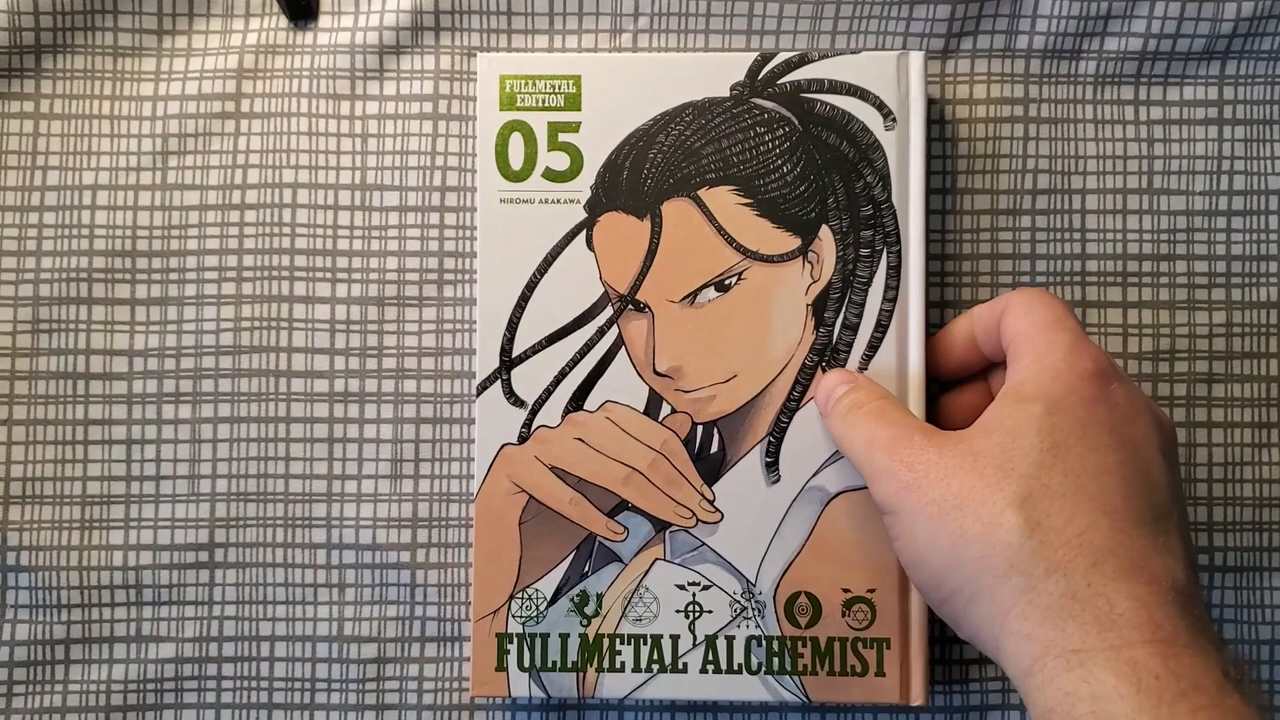 FULLMETAL
EDITION
05
HIROMU ARAKAWA
FULLMETAL ALCHEMIST